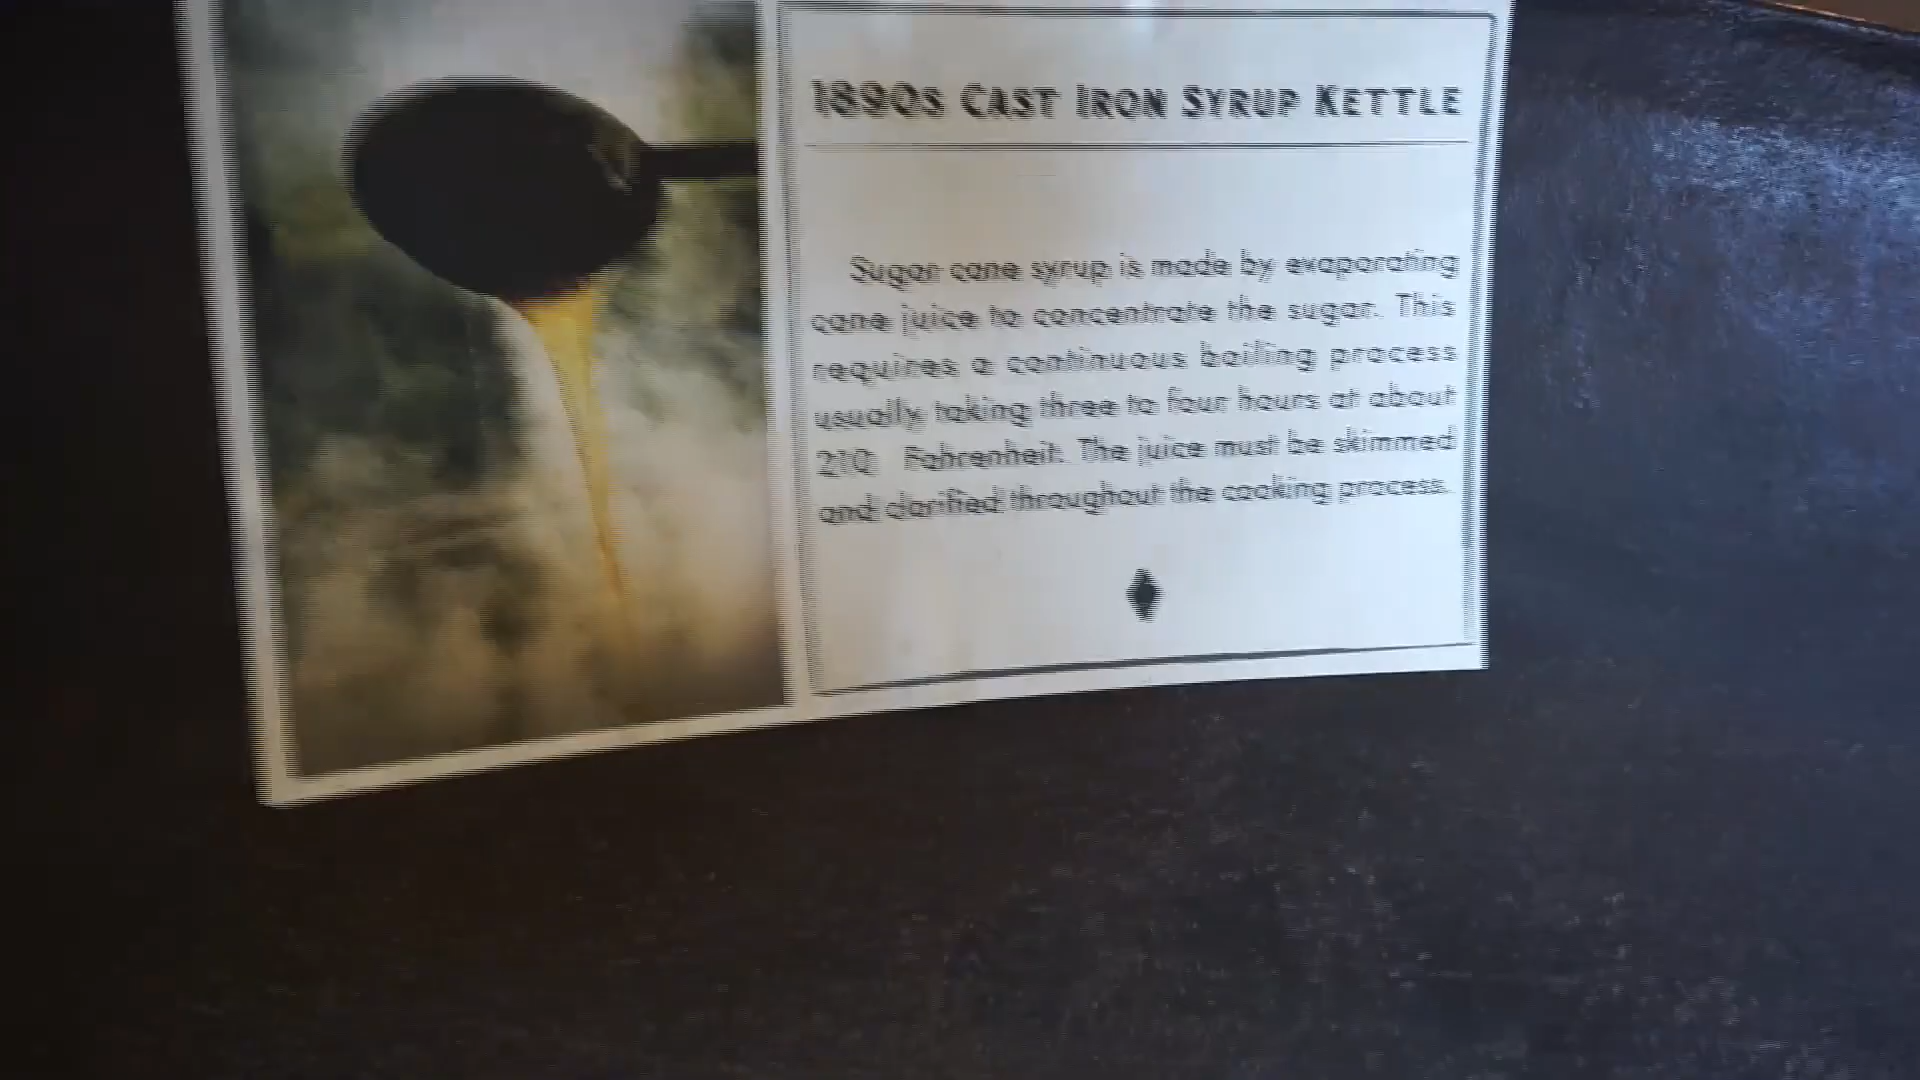 1890s Cast Iron Syrup Kettle
Sugar cane syrup is made by evaporating
cane juice to concentrate the sugar. This
requires a continuous boiling process
usually taking three to four hours at about
210 Fahrenheit. The juice must be skimmed
and clarified throughout the cooking process.